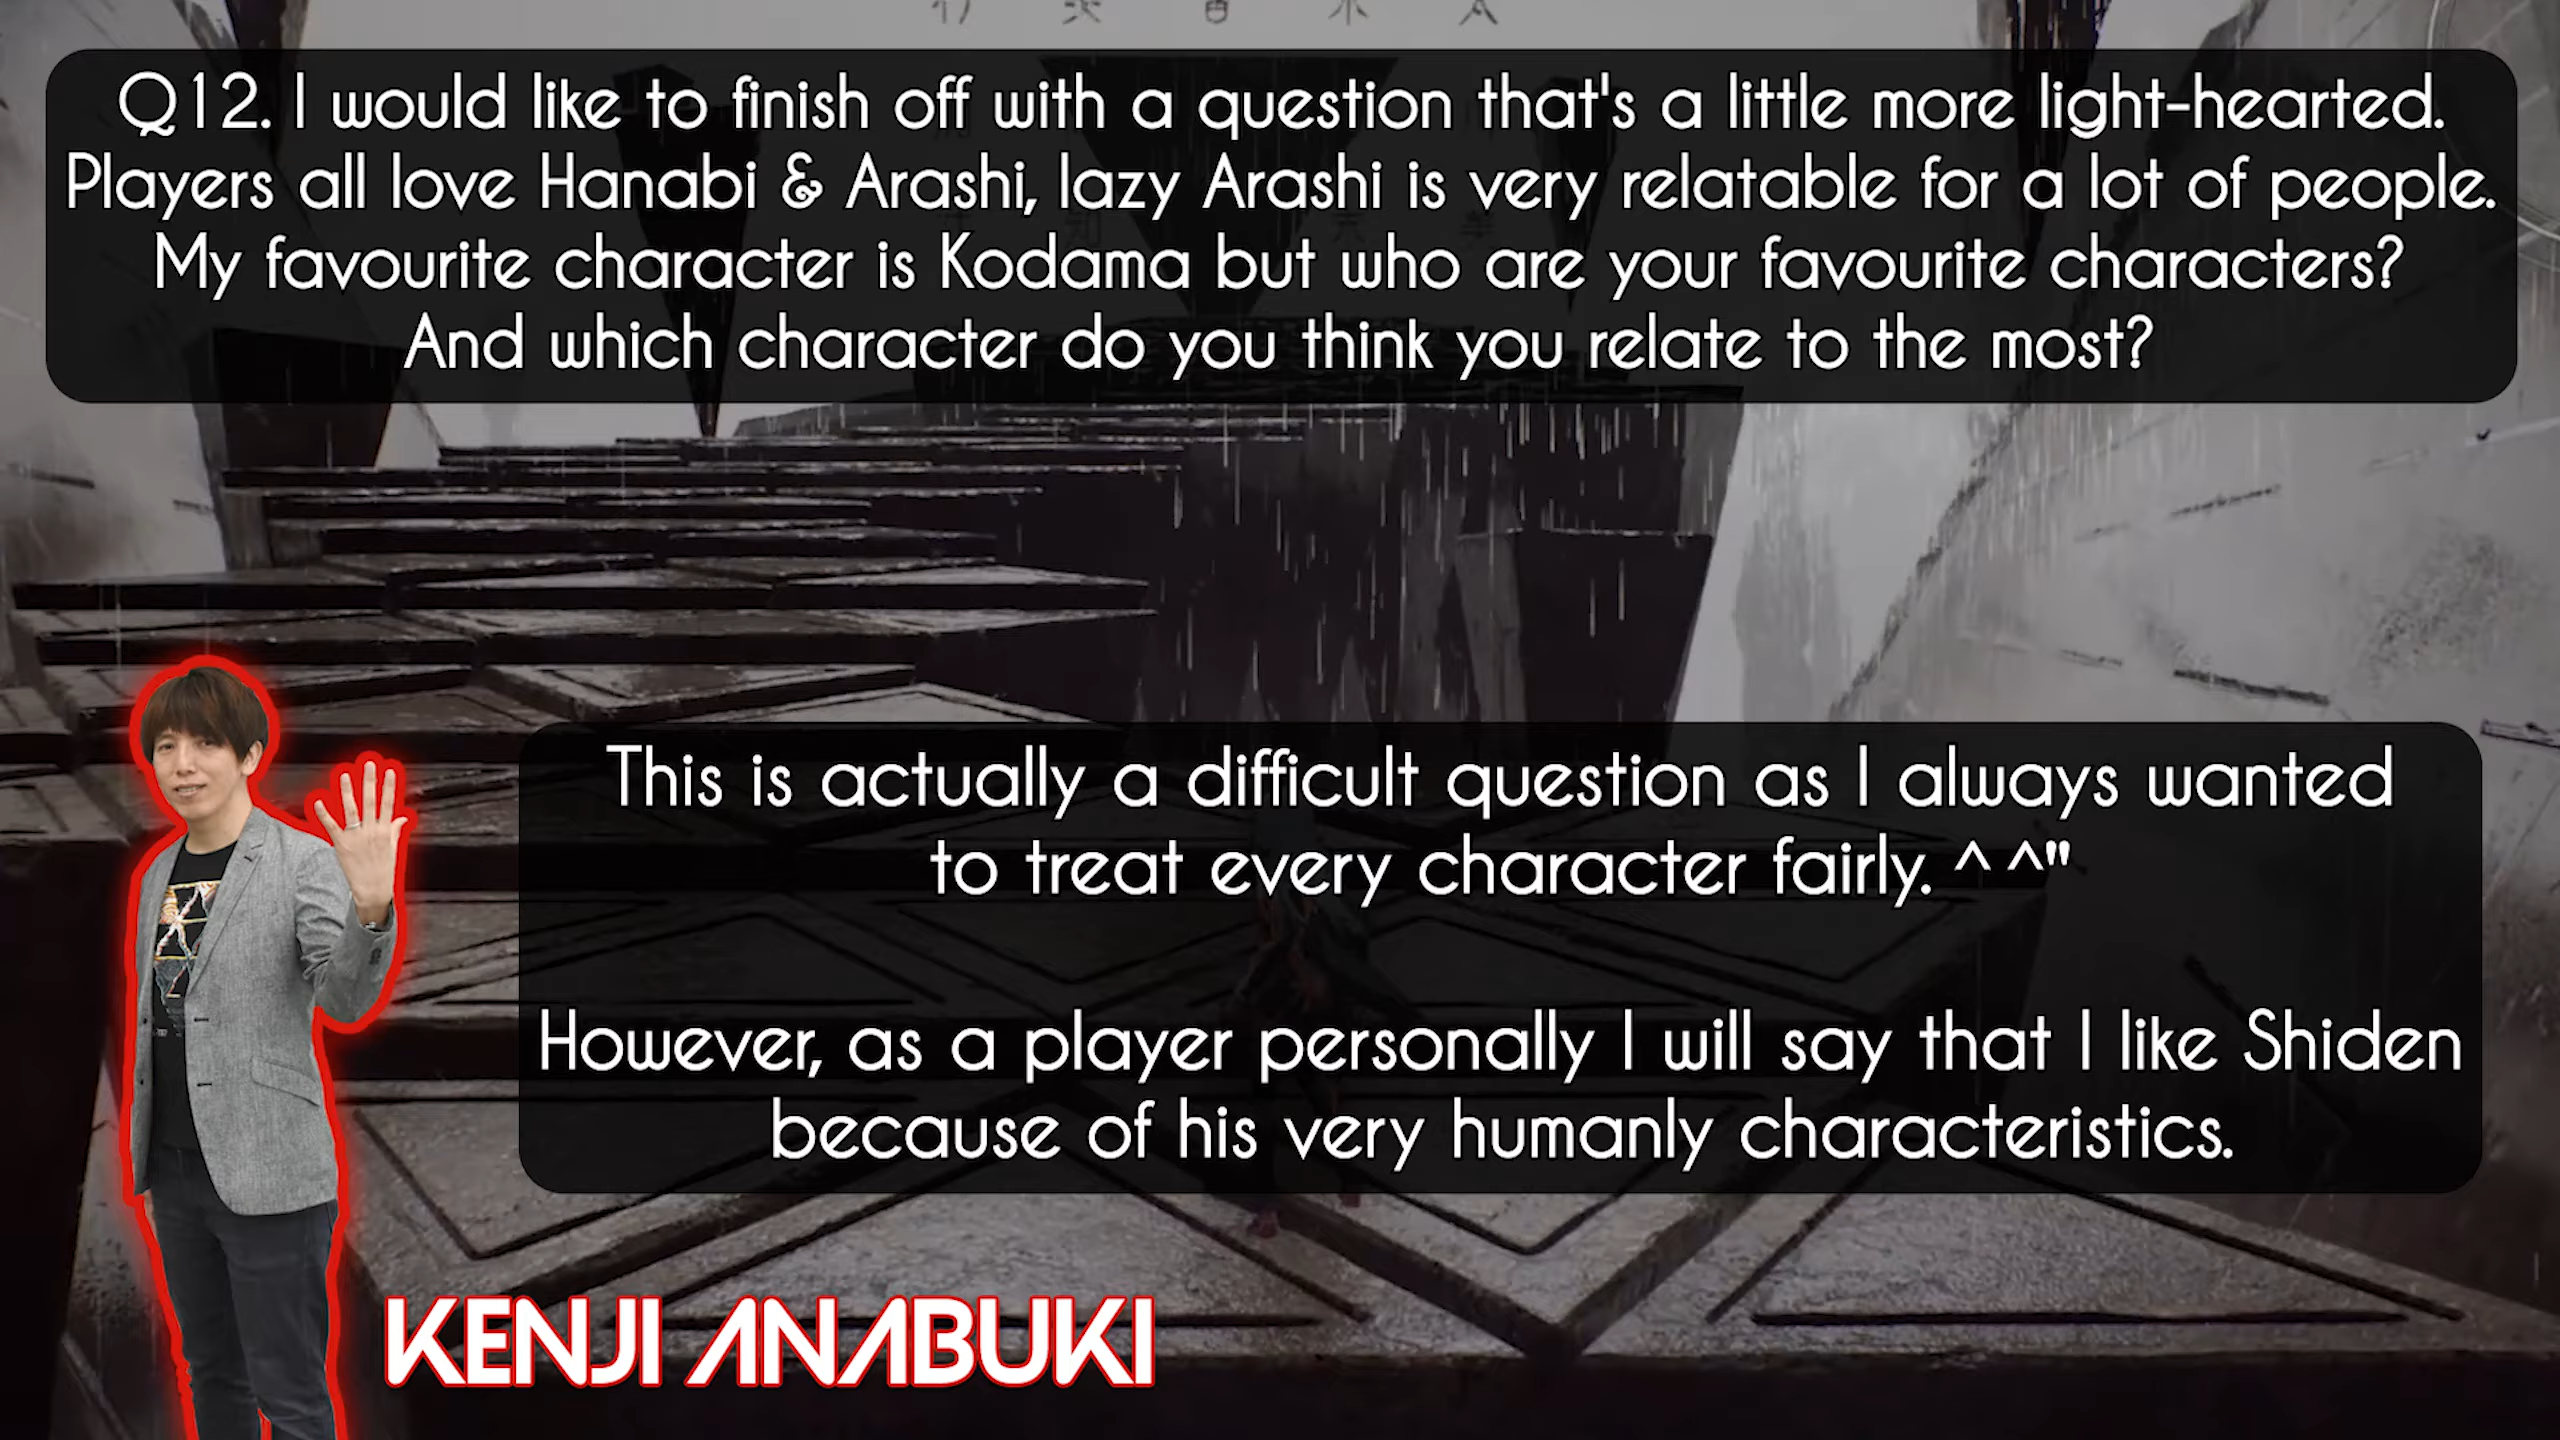 Q12. I would like to finish off with a question that's a little more light-hearted.
Players all love Hanabi & Arashi, lazy Arashi is very relatable for a lot of people.
My favourite character is Kodama but who are your favourite characters?
And which character do you think you relate to the most?
This is actually a difficult question as I always wanted
to treat every character fairly. ^ ^"
However, as a player personally I will say that I like Shiden
because of his very humanly characteristics.
KENJI ANABUKI